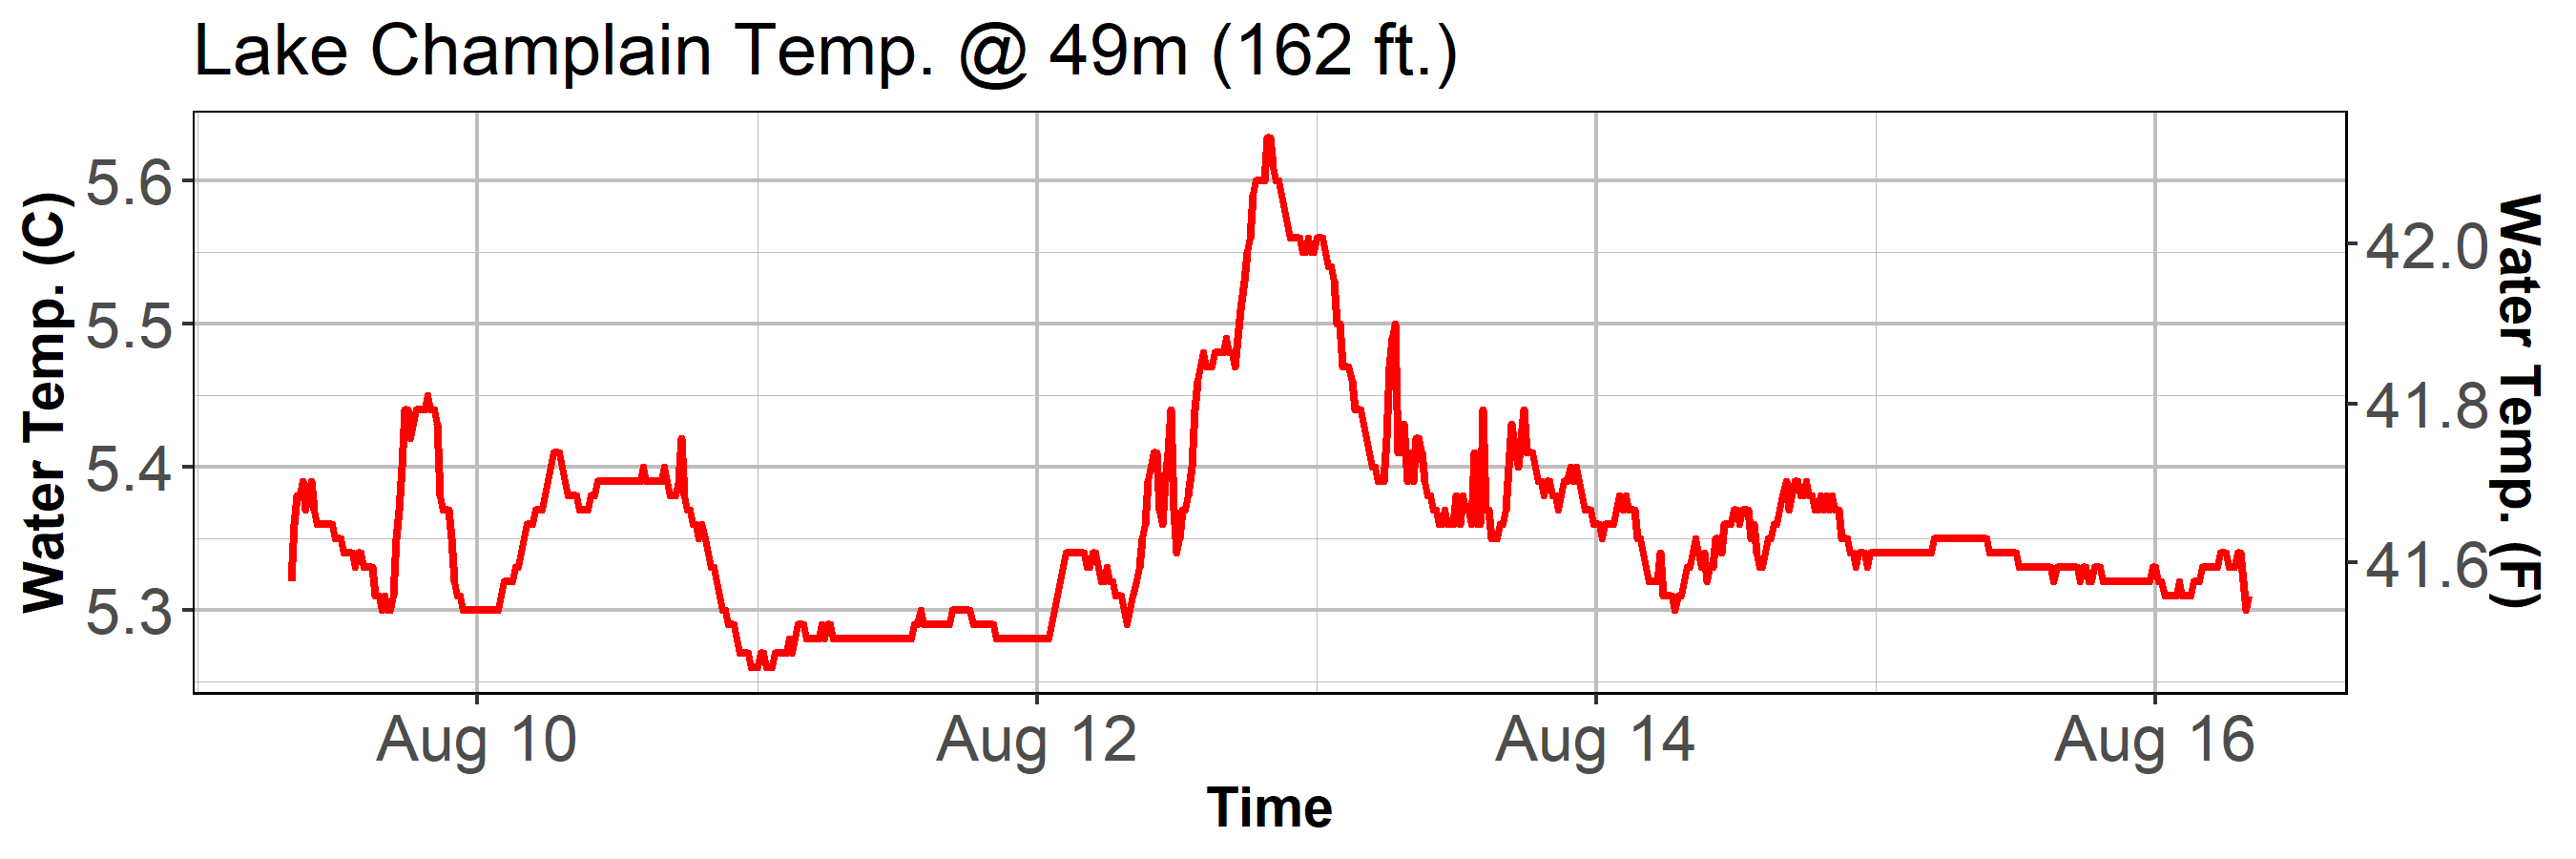 Lake Champlain Temp. @ 49m (162 ft.)
Water Temp. (C)
5.6
5.5
5.4
5.3
42.0
41.8
41.6
Water Temp. (F)
Aug 10
Aug 12
Aug 14
Aug 16
Time